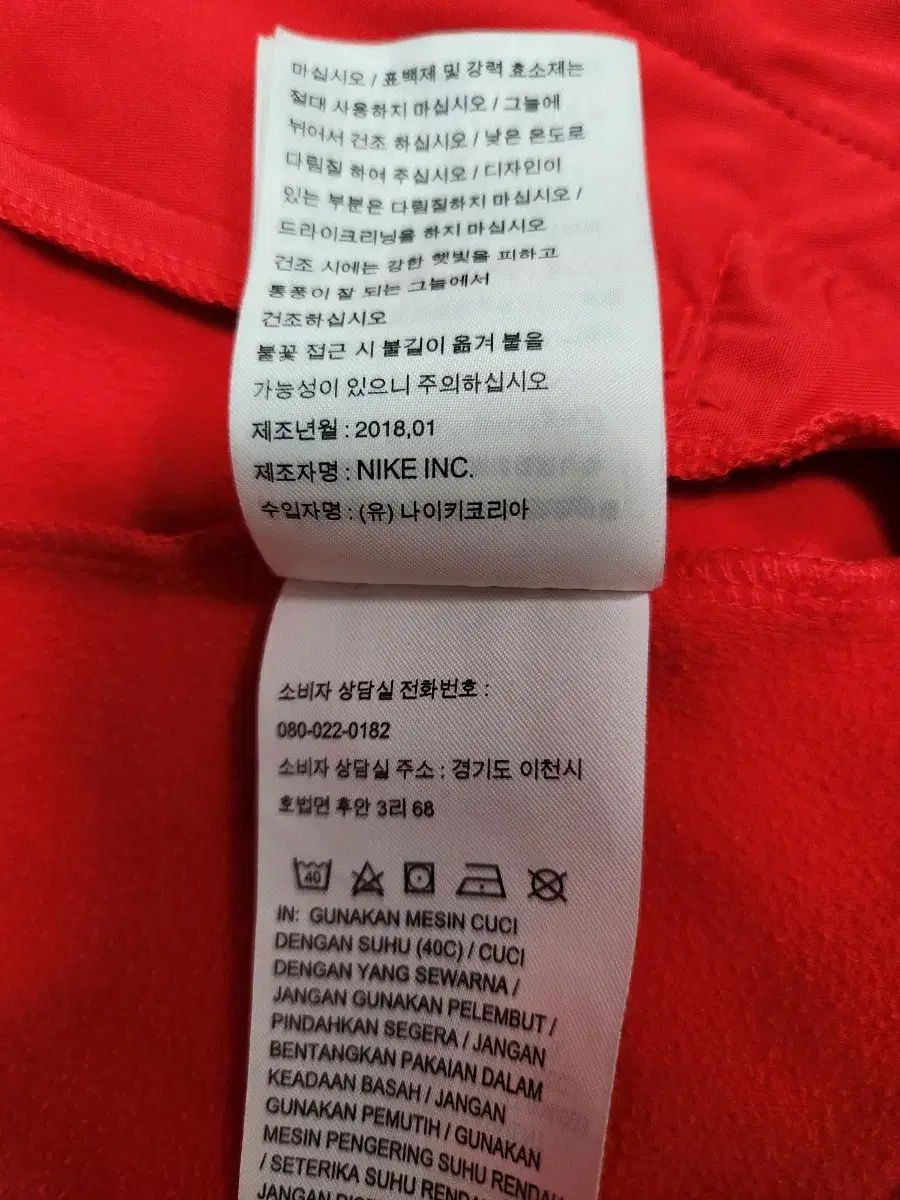 마십시오 / 표백제 및 강력 효소제는
절대 사용하지 마십시오 / 그늘에
뉘어서 건조 하십시오 / 낮은 온도로
다림질 하여 주십시오 / 디자인이
있는 부분은 다림질하지 마십시오 /
드라이크리닝을 하지 마십시오
건조 시에는 강한 햇빛을 피하고
통풍이 잘 되는 그늘에서
건조하십시오
불꽃 접근 시 불길이 옮겨 붙을
가능성이 있으니 주의하십시오
제조년월 : 2018,01
제조자명 : NIKE INC.
수입자명 : (유) 나이키코리아
소비자 상담실 전화번호 :
080-022-0182
소비자 상담실 주소 : 경기도 이천시
호법면 후안 3리 68
40
IN: GUNAKAN MESIN CUCI
DENGAN SUHU (40C) / CUCI
DENGAN YANG SEWARNA /
JANGAN GUNAKAN PELEMBUT /
PINDAHKAN SEGERA / JANGAN
BENTANGKAN PAKAIAN DALAM
KEADAAN BASAH / JANGAN
GUNAKAN PEMUTIH / GUNAKAN
MESIN PENGERING SUHU RENDAH
/ SETERIKA SUHU RENDAH
JANGAN